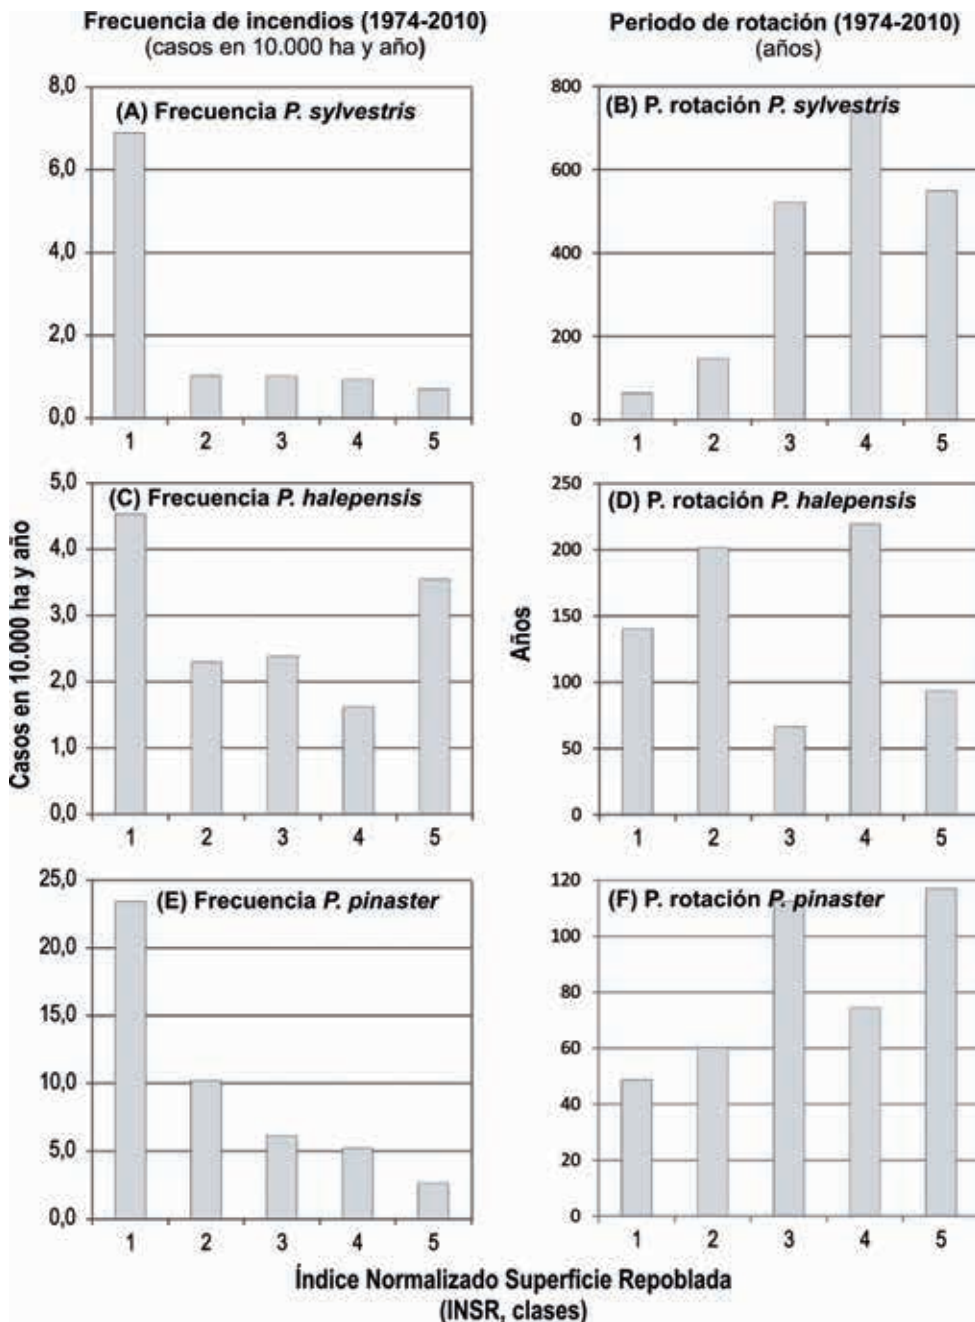 Frecuencia de incendios (1974-2010)
(casos en 10.000 ha y año)
Periodo de rotación (1974-2010)
(años)
8,0
6,0
4,0
2,0
0,0
(A) Frecuencia P. sylvestris
1 2 3 4 5
800
600
400
200
0
(B) P. rotación P. sylvestris
1 2 3 4 5
Casos en 10.000 ha y año
5,0
4,0
3,0
2,0
1,0
0,0
(C) Frecuencia P. halepensis
1 2 3 4 5
Años
250
200
150
100
50
0
(D) P. rotación P. halepensis
1 2 3 4 5
25,0
20,0
15,0
10,0
5,0
0,0
(E) Frecuencia P. pinaster
1 2 3 4 5
120
100
80
60
40
20
0
(F) P. rotación P. pinaster
1 2 3 4 5
Índice Normalizado Superficie Repoblada
(INSR, clases)